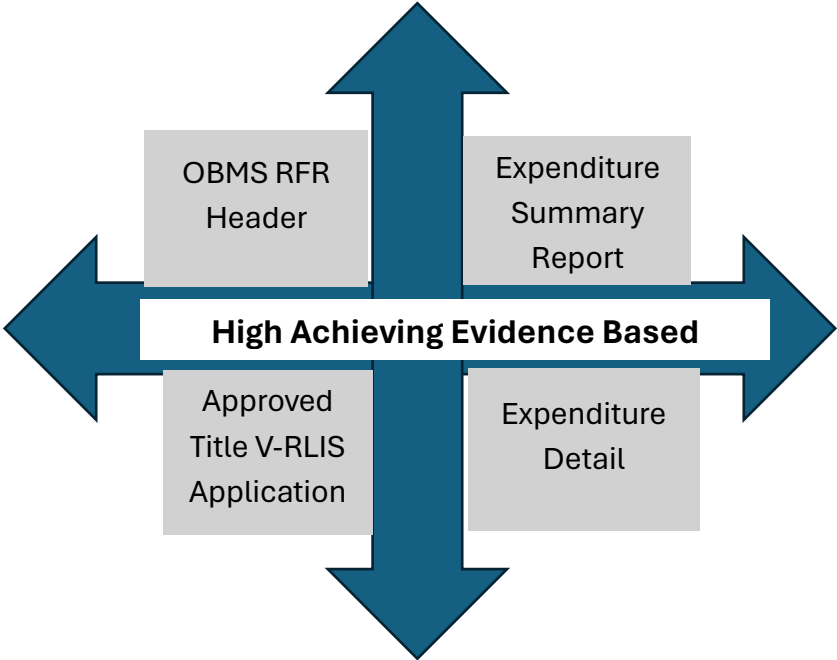 OBMS RFR
Header
Expenditure
Summary
Report
High Achieving Evidence Based
Approved
Title V-RLIS
Application
Expenditure
Detail